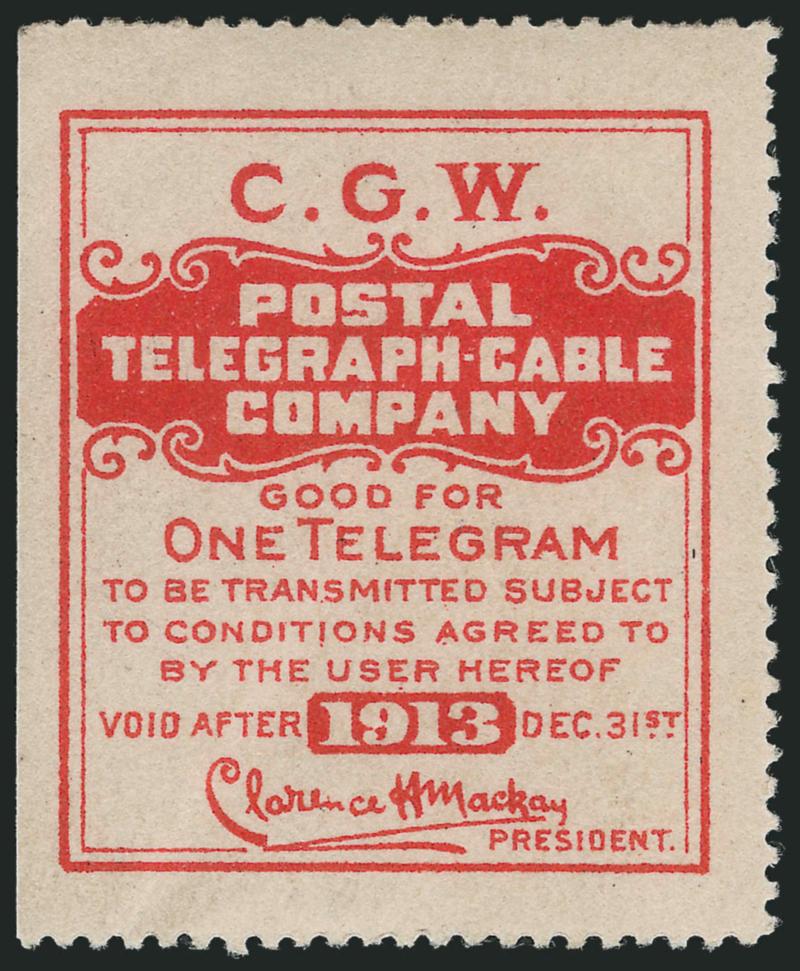 C. G. W.
POSTAL
TELEGRAPH-CABLE
COMPANY
GOOD FOR
ONE TELEGRAM
TO BE TRANSMITTED SUBJECT
TO CONDITIONS AGREED TO
BY THE USER HEREOF
VOID AFTER 1913 DEC. 31ST
Clarence H Mackay
PRESIDENT.